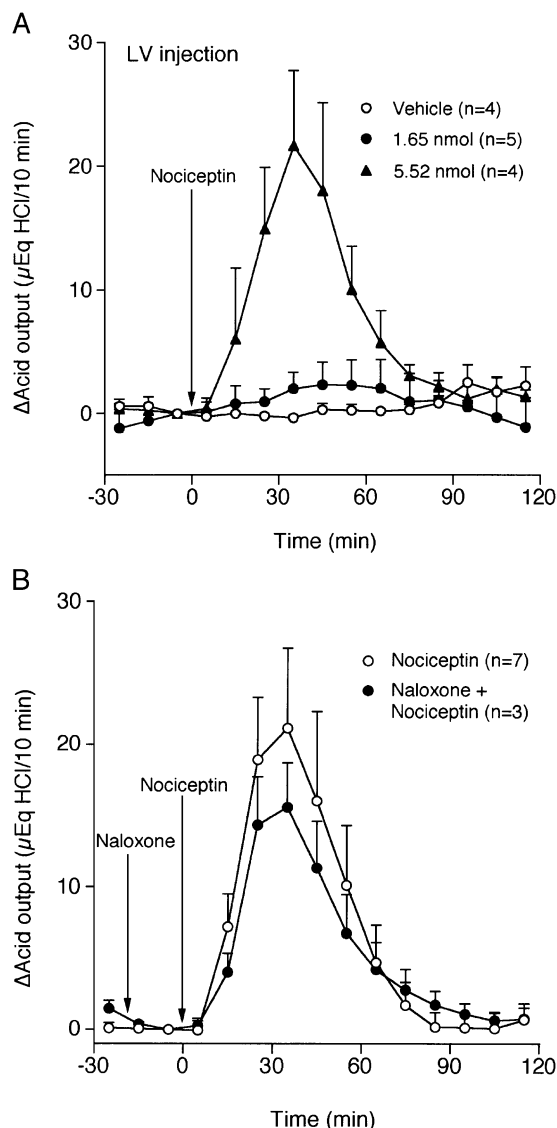 A
LV injection
30
20
10
0
ΔAcid output (µEq HCl/10 min)
Nociceptin
Vehicle (n=4)
1.65 nmol (n=5)
5.52 nmol (n=4)
-30 0 30 60 90 120
Time (min)
B
30
20
10
0
ΔAcid output (µEq HCl/10 min)
Nociceptin (n=7)
Naloxone +
Nociceptin (n=3)
Nociceptin
Naloxone
-30 0 30 60 90 120
Time (min)